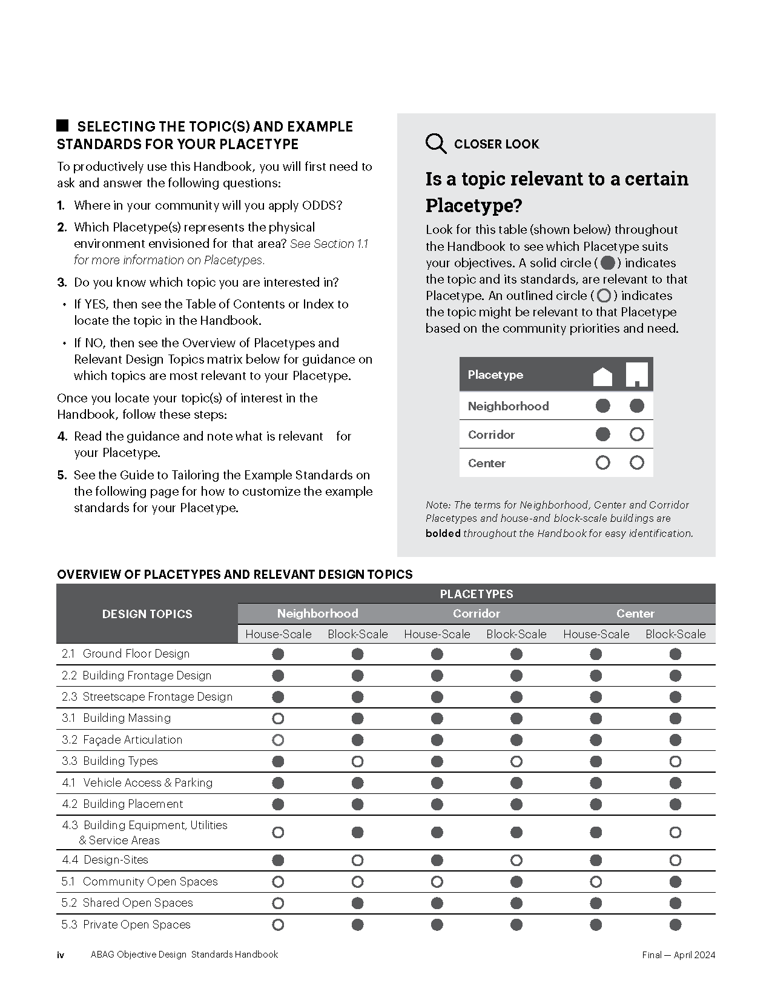 SELECTING THE TOPIC(S) AND EXAMPLE
STANDARDS FOR YOUR PLACETYPE
To productively use this Handbook, you will first need to
ask and answer the following questions:
1. Where in your community will you apply ODDS?
2. Which Placetype(s) represents the physical
environment envisioned for that area? See Section 1.1
for more information on Placetypes.
3. Do you know which topic you are interested in?
• If YES, then see the Table of Contents or Index to
locate the topic in the Handbook.
• If NO, then see the Overview of Placetypes and
Relevant Design Topics matrix below for guidance on
which topics are most relevant to your Placetype.
Once you locate your topic(s) of interest in the
Handbook, follow these steps:
4. Read the guidance and note what is relevant for
your Placetype.
5. See the Guide to Tailoring the Example Standards on
the following page for how to customize the example
standards for your Placetype.
CLOSER LOOK
Is a topic relevant to a certain
Placetype?
Look for this table (shown below) throughout
the Handbook to see which Placetype suits
your objectives. A solid circle (●) indicates
the topic and its standards, are relevant to that
Placetype. An outlined circle (○) indicates
the topic might be relevant to that Placetype
based on the community priorities and need.
Placetype
Neighborhood ● ●
Corridor ● ○
Center ○ ○
Note: The terms for Neighborhood, Center and Corridor
Placetypes and house-and block-scale buildings are
bolded throughout the Handbook for easy identification.
OVERVIEW OF PLACETYPES AND RELEVANT DESIGN TOPICS
PLACETYPES
DESIGN TOPICS Neighborhood Corridor Center
House-Scale Block-Scale House-Scale Block-Scale House-Scale Block-Scale
2.1 Ground Floor Design ● ● ● ● ● ●
2.2 Building Frontage Design ● ● ● ● ● ●
2.3 Streetscape Frontage Design ● ● ● ● ● ●
3.1 Building Massing ○ ● ● ● ● ●
3.2 Façade Articulation ○ ● ● ● ● ●
3.3 Building Types ● ○ ● ○ ● ○
4.1 Vehicle Access & Parking ● ● ● ● ● ●
4.2 Building Placement ● ● ● ● ● ●
4.3 Building Equipment, Utilities
& Service Areas ○ ● ● ● ● ○
4.4 Design-Sites ● ○ ● ○ ● ○
5.1 Community Open Spaces ○ ○ ○ ● ○ ●
5.2 Shared Open Spaces ○ ● ● ● ● ●
5.3 Private Open Spaces ○ ● ● ● ● ●
iv ABAG Objective Design Standards Handbook Final — April 2024